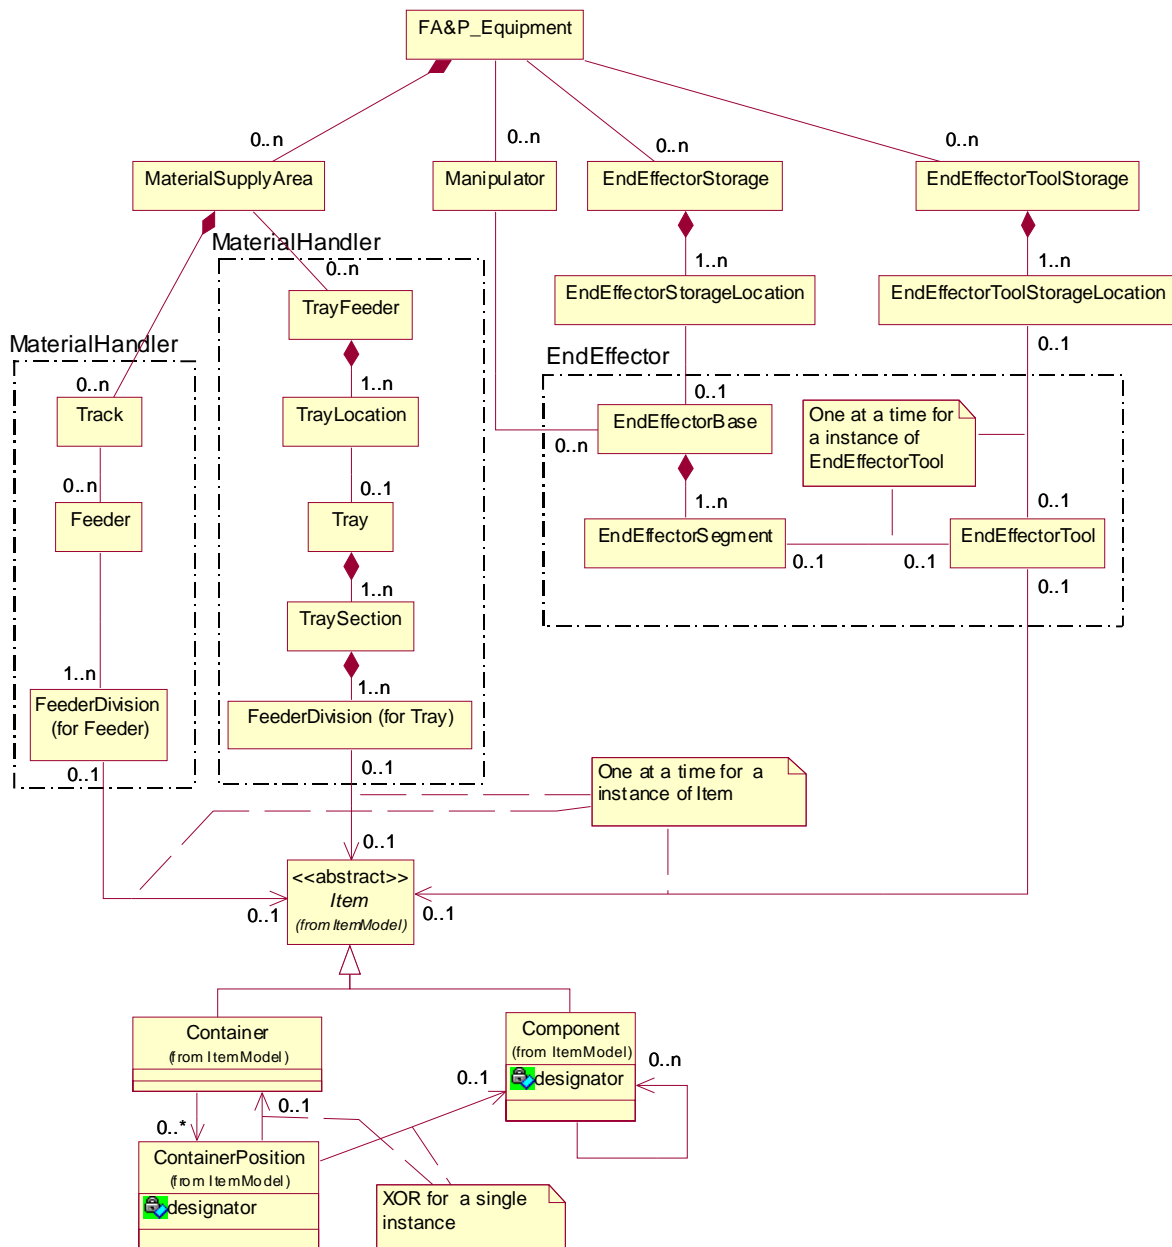 FA&P_Equipment
0..n
0..n
0..n
0..n
MaterialSupplyArea
Manipulator
EndEffectorStorage
EndEffectorToolStorage
MaterialHandler
0..n
1..n
1..n
TrayFeeder
EndEffectorStorageLocation
EndEffectorToolStorageLocation
MaterialHandler
0..1
EndEffector
0..n
1..n
0..1
Track
TrayLocation
EndEffectorBase
One at a time for
a instance of
EndEffectorTool
0..n
0..n
0..1
1..n
0..1
Feeder
Tray
EndEffectorSegment
EndEffectorTool
0..1
0..1
1..n
0..1
TraySection
1..n
1..n
FeederDivision
(for Feeder)
FeederDivision (for Tray)
0..1
0..1
One at a time for a
instance of Item
0..1
<<abstract>>
Item
(from ItemModel)
0..1
0..1
Container
(from ItemModel)
Component
(from ItemModel)
designator
0..n
0..1
0..1
0..*
ContainerPosition
(from ItemModel)
designator
XOR for a single
instance